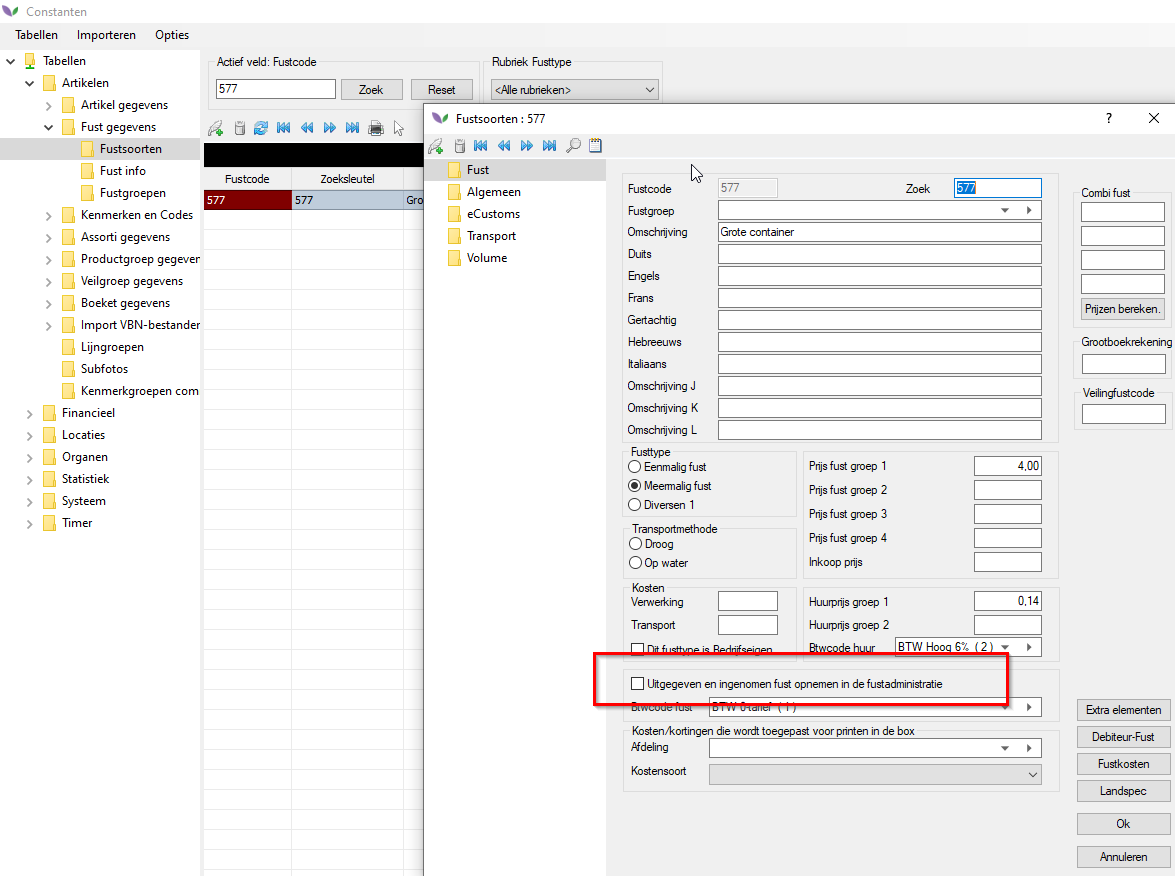 Constanten
Tabellen Importeren Opties
Tabellen
Artikelen
Artikel gegevens
Fust gegevens
Fustsoorten
Fust info
Fustgroepen
Kenmerken en Codes
Assorti gegevens
Productgroep gegever
Veilgroep gegevens
Boeket gegevens
Import VBN-bestander
Lijngroepen
Subfotos
Kenmerkgroepen com
Financieel
Locaties
Organen
Statistiek
Systeem
Timer
Actief veld: Fustcode
577 Zoek Reset
Rubriek Fusttype
<Alle rubrieken>
Fustcode Zoeksleutel
577 577 Gro
Fustsoorten : 577
?
Fust
Algemeen
eCustoms
Transport
Volume
Fustcode 577 Zoek 577
Fustgroep
Omschrijving Grote container
Duits
Engels
Frans
Gertachtig
Hebreeuws
Italiaans
Omschrijving J
Omschrijving K
Omschrijving L
Fusttype
Eenmalig fust
Meermalig fust
Diversen 1
Transportmethode
Droog
Op water
Prijs fust groep 1 4,00
Prijs fust groep 2
Prijs fust groep 3
Prijs fust groep 4
Inkoop prijs
Kosten
Verwerking
Transport
Dit fusttype is Bedrijfseigen
Huurprijs groep 1 0,14
Huurprijs groep 2
Btwcode huur BTW Hoog 6% ( 2 )
Uitgegeven en ingenomen fust opnemen in de fustadministratie
Btwcode fust BTW 0-tarief ( 1 )
Kosten/kortingen die wordt toegepast voor printen in de box
Afdeling
Kostensoort
Combi fust
Prijzen bereken.
Grootboekrekening
Veilingfustcode
Extra elementen
Debiteur-Fust
Fustkosten
Landspec
Ok
Annuleren